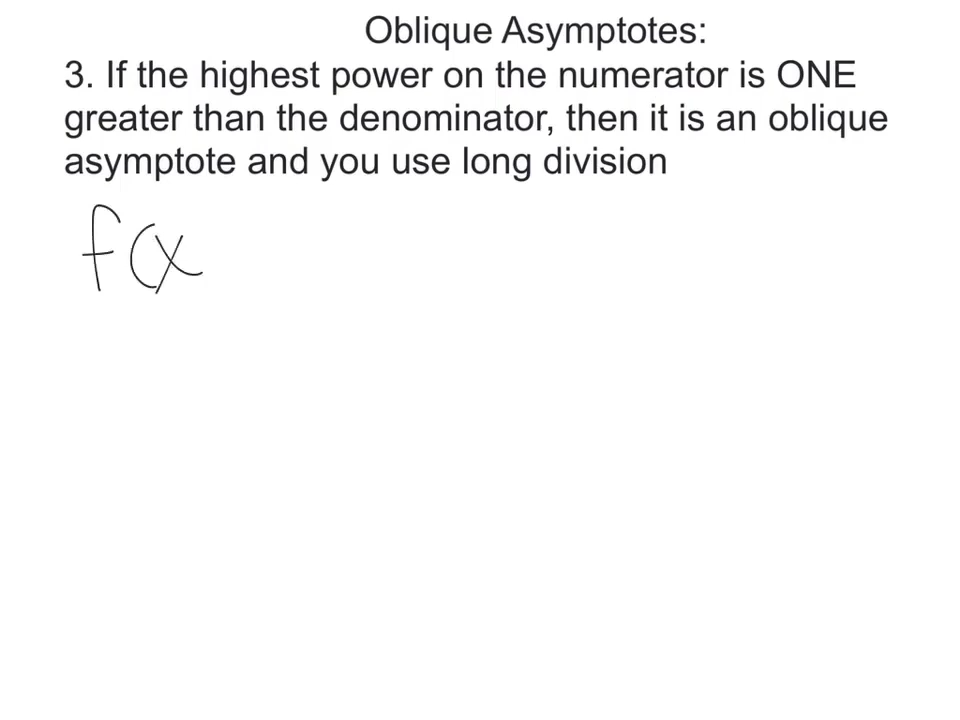 Oblique Asymptotes:
3. If the highest power on the numerator is ONE
greater than the denominator, then it is an oblique
asymptote and you use long division
f(x